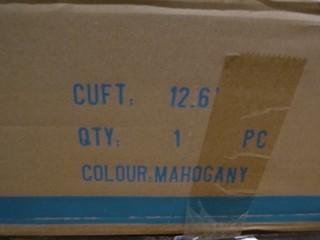 CUFT: 12.6'
QTY: 1 PC
COLOUR:MAHOGANY